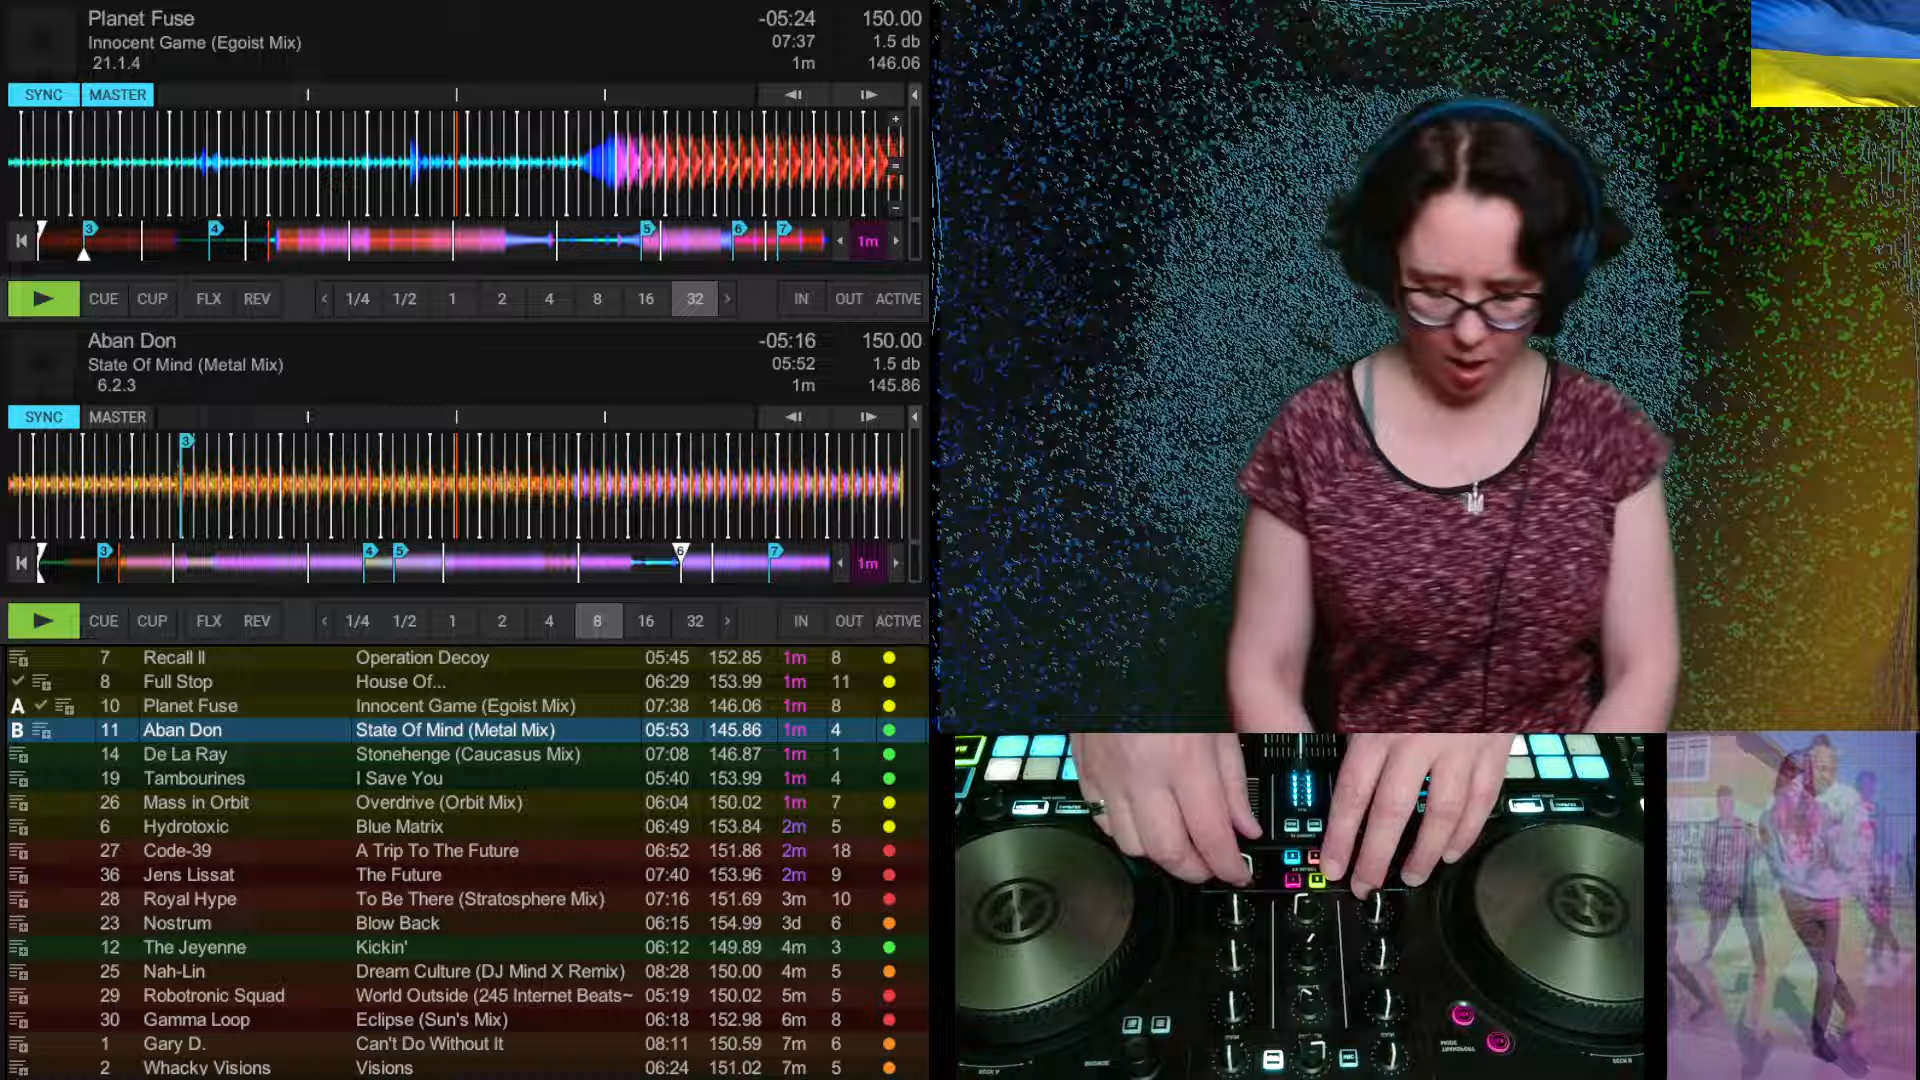 Planet Fuse -05:24 150.00
Innocent Game (Egoist Mix) 07:37 1.5 db
21.1.4 1m 146.06
SYNC MASTER
3 4 5 6 7 1m
CUE CUP FLX REV 1/4 1/2 1 2 4 8 16 32 IN OUT ACTIVE
Aban Don -05:16 150.00
State Of Mind (Metal Mix) 05:52 1.5 db
6.2.3 1m 145.86
SYNC MASTER
3
3 4 5 6 7 1m
CUE CUP FLX REV 1/4 1/2 1 2 4 8 16 32 IN OUT ACTIVE
7 Recall II Operation Decoy 05:45 152.85 1m 8
8 Full Stop House Of... 06:29 153.99 1m 11
A 10 Planet Fuse Innocent Game (Egoist Mix) 07:38 146.06 1m 8
B 11 Aban Don State Of Mind (Metal Mix) 05:53 145.86 1m 4
14 De La Ray Stonehenge (Caucasus Mix) 07:08 146.87 1m 1
19 Tambourines I Save You 05:40 153.99 1m 4
26 Mass in Orbit Overdrive (Orbit Mix) 06:04 150.02 1m 7
6 Hydrotoxic Blue Matrix 06:49 153.84 2m 5
27 Code-39 A Trip To The Future 06:52 151.86 2m 18
36 Jens Lissat The Future 07:40 153.96 2m 9
28 Royal Hype To Be There (Stratosphere Mix) 07:16 151.69 3m 10
23 Nostrum Blow Back 06:15 154.99 3d 6
12 The Jeyenne Kickin' 06:12 149.89 4m 3
25 Nah-Lin Dream Culture (DJ Mind X Remix) 08:28 150.00 4m 5
29 Robotronic Squad World Outside (245 Internet Beats~ 05:19 150.02 5m 5
30 Gamma Loop Eclipse (Sun's Mix) 06:18 152.98 6m 8
1 Gary D. Can't Do Without It 08:11 150.59 7m 6
2 Whacky Visions Visions 06:24 151.02 7m 5